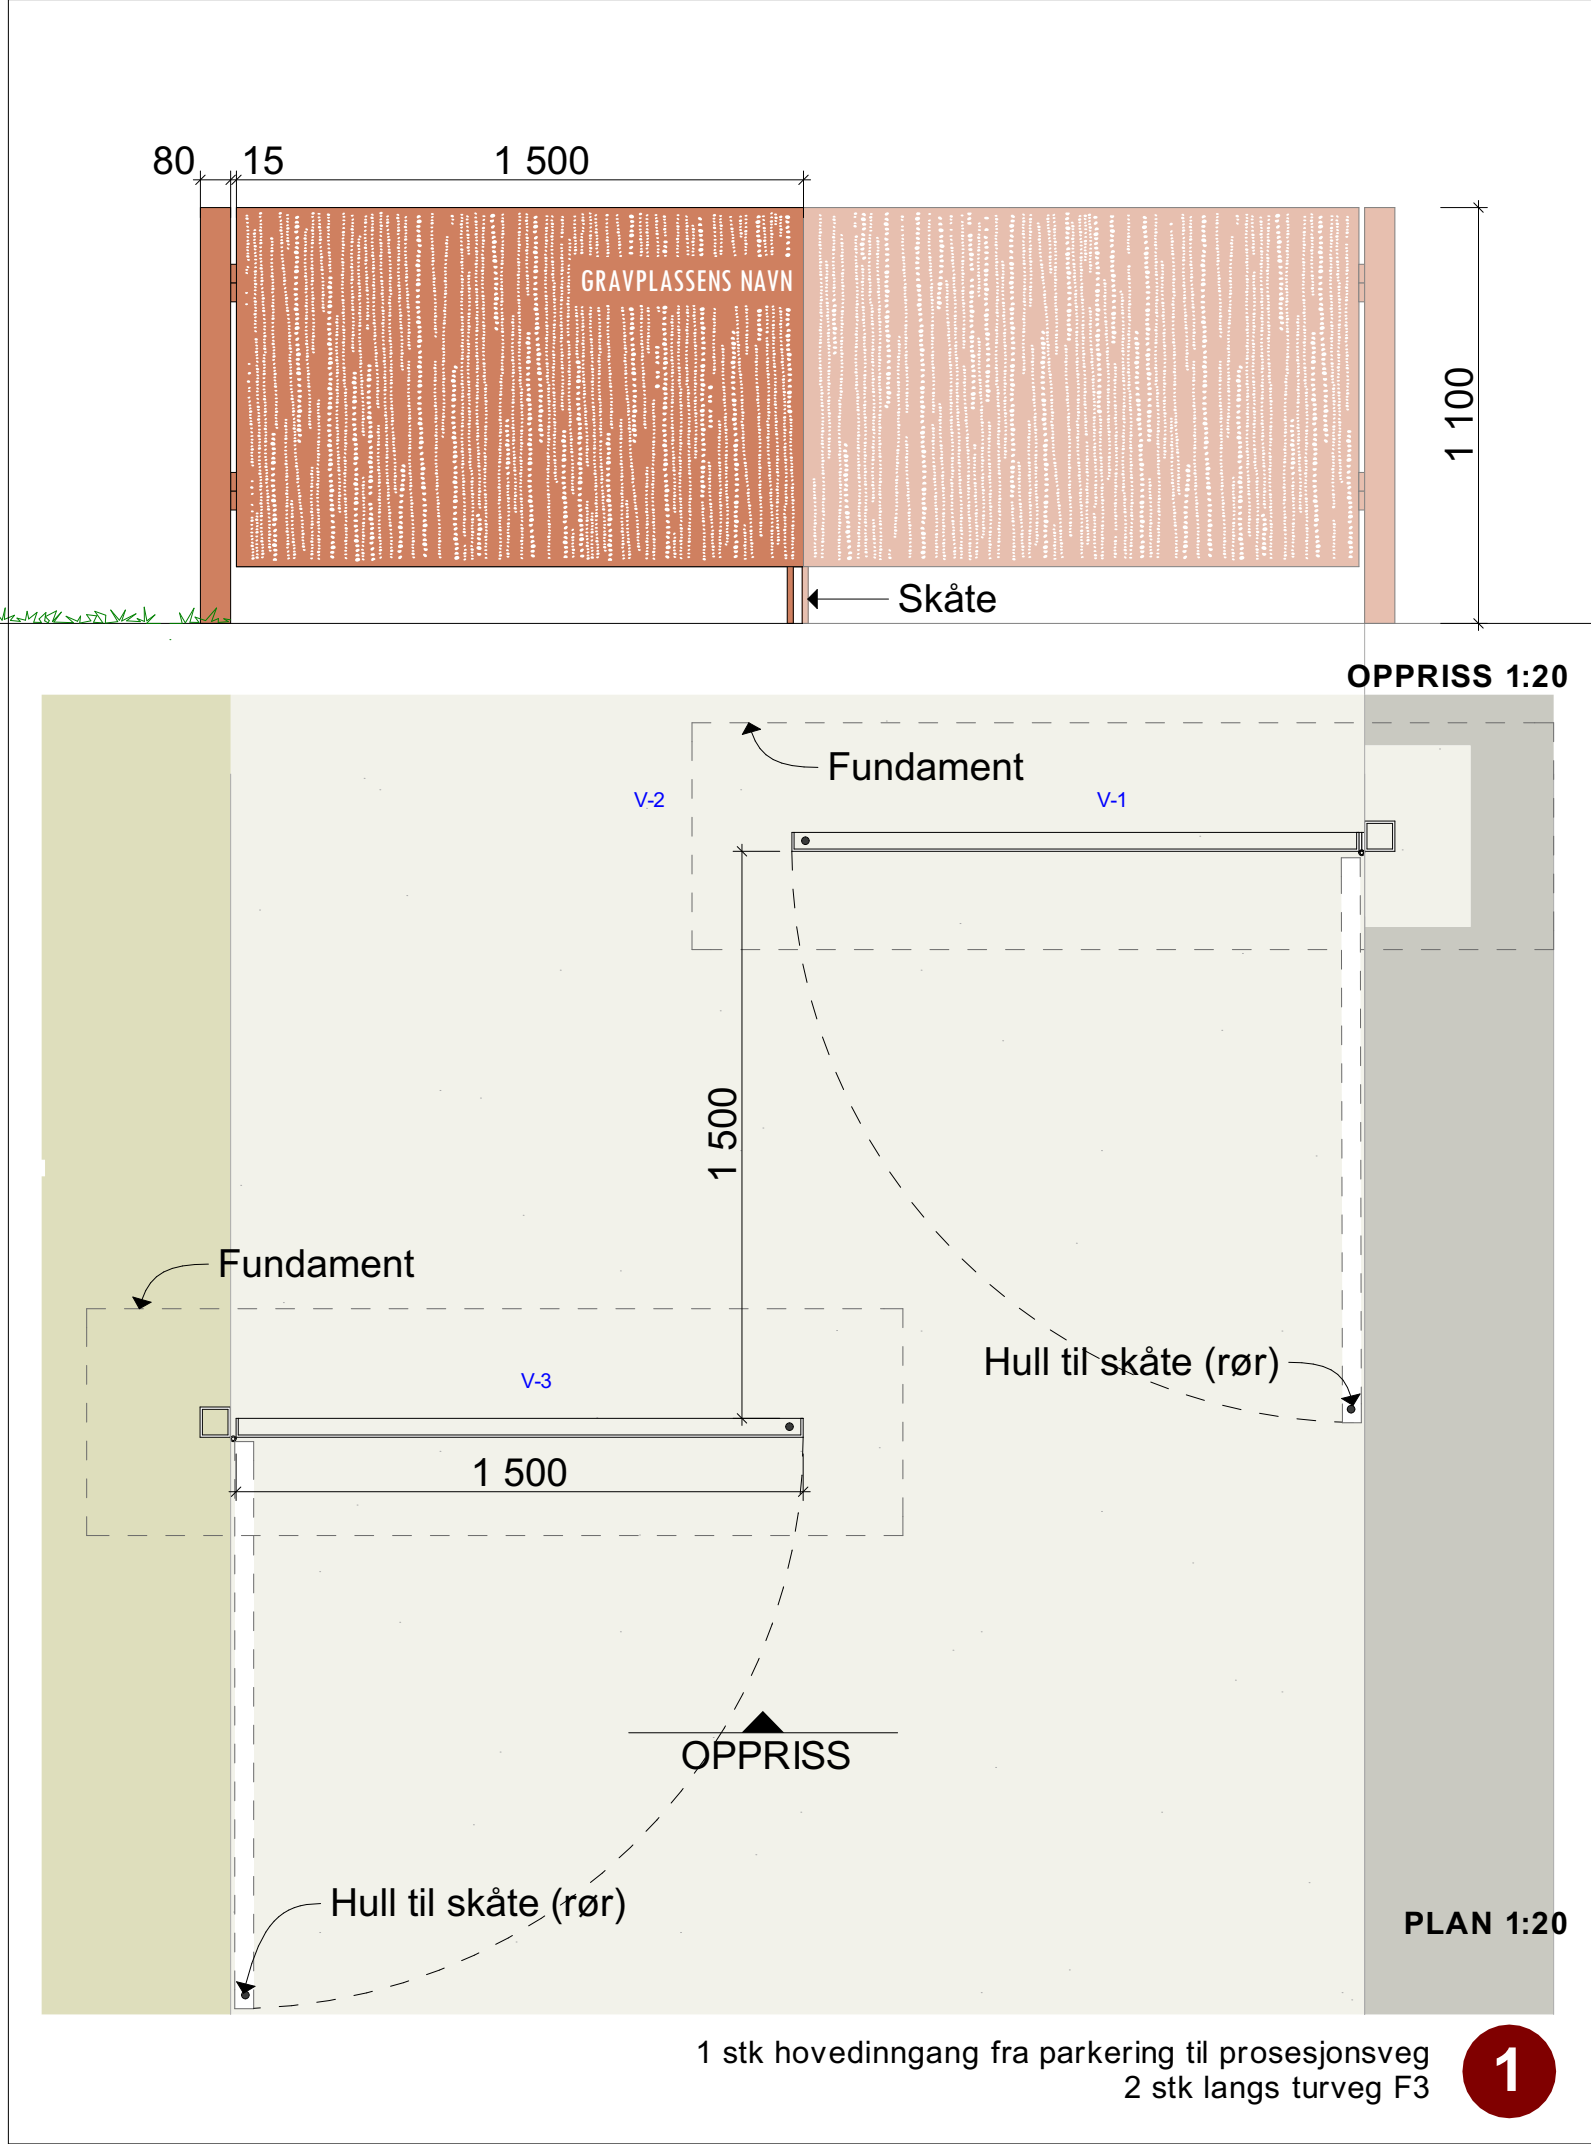 80 15 1 500
GRAVPLASSENS NAVN
1 100
Skåte
OPPRISS 1:20
Fundament
V-2
V-1
1 500
Fundament
Hull til skåte (rør)
V-3
1 500
OPPRISS
Hull til skåte (rør)
PLAN 1:20
1 stk hovedinngang fra parkering til prosesjonsveg
2 stk langs turveg F3
1